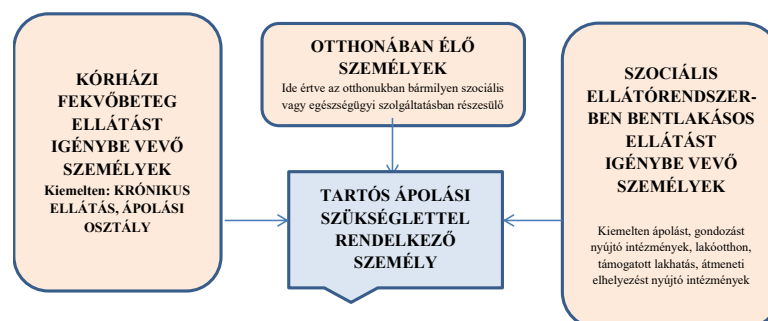 KÓRHÁZI
FEKVŐBETEG
ELLÁTÁST
IGÉNYBE VEVŐ
SZEMÉLYEK
Kiemelten: KRÓNIKUS
ELLÁTÁS, ÁPOLÁSI
OSZTÁLY
OTTHONÁBAN ÉLŐ
SZEMÉLYEK
Ide értve az otthonukban bármilyen szociális
vagy egészségügyi szolgáltatásban részesülő
TARTÓS ÁPOLÁSI
SZÜKSÉGLETTEL
RENDELKEZŐ
SZEMÉLY
SZOCIÁLIS
ELLÁTÓRENDSZER-
BEN BENTLAKÁSOS
ELLÁTÁST
IGÉNYBE VEVŐ
SZEMÉLYEK
Kiemelten ápolást, gondozást
nyújtó intézmények, lakóotthon,
támogatott lakhatás, átmeneti
elhelyezést nyújtó intézmények